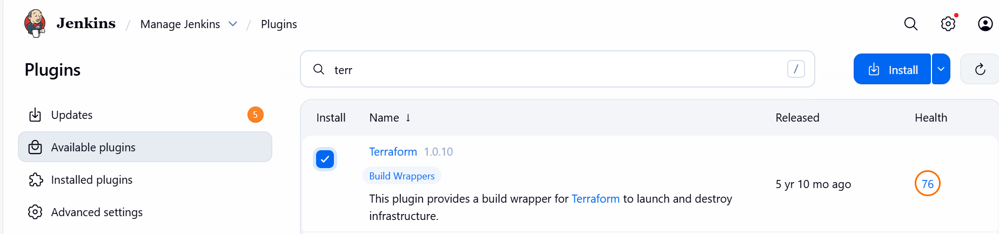 Jenkins / Manage Jenkins / Plugins
Plugins
terr
/
Install
Updates
5
Available plugins
Installed plugins
Advanced settings
Install Name ↓ Released Health
Terraform 1.0.10
Build Wrappers
This plugin provides a build wrapper for Terraform to launch and destroy
infrastructure.
5 yr 10 mo ago
76